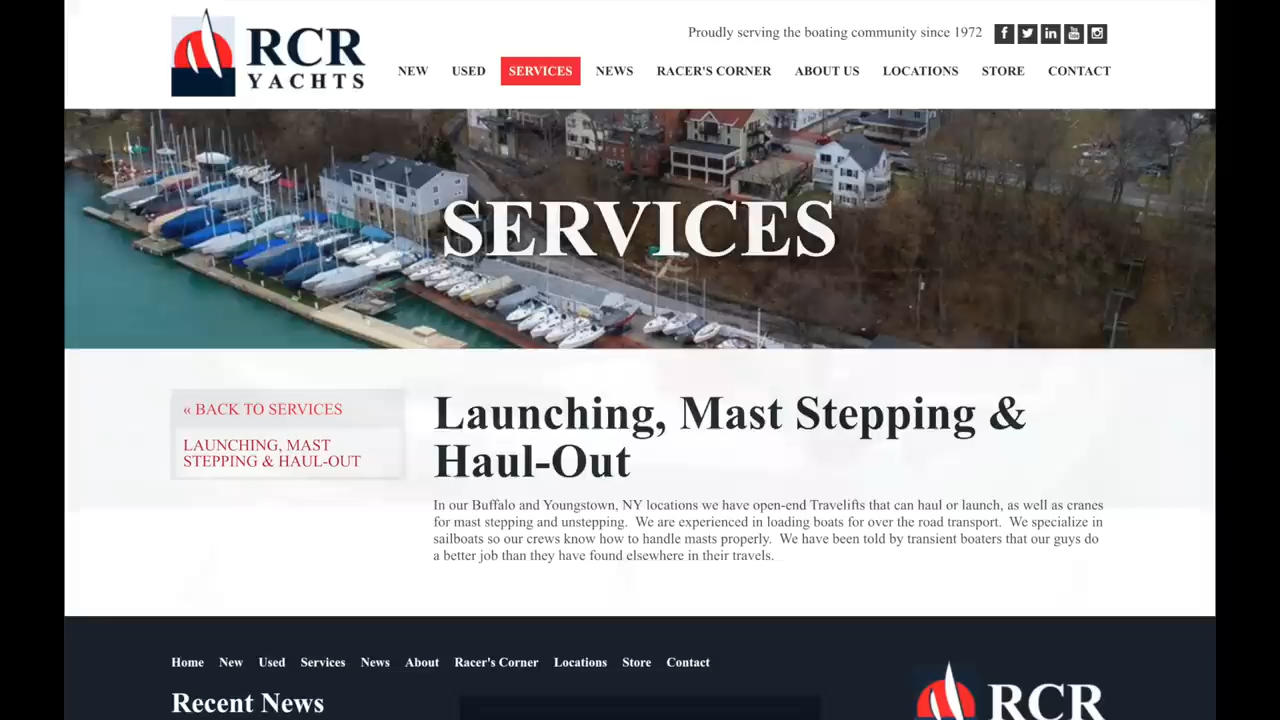 RCR
YACHTS
Proudly serving the boating community since 1972
NEW USED SERVICES NEWS RACER'S CORNER ABOUT US LOCATIONS STORE CONTACT
SERVICES
« BACK TO SERVICES
LAUNCHING, MAST
STEPPING & HAUL-OUT
Launching, Mast Stepping &
Haul-Out
In our Buffalo and Youngstown, NY locations we have open-end Travelifts that can haul or launch, as well as cranes
for mast stepping and unstepping. We are experienced in loading boats for over the road transport. We specialize in
sailboats so our crews know how to handle masts properly. We have been told by transient boaters that our guys do
a better job than they have found elsewhere in their travels.
Home New Used Services News About Racer's Corner Locations Store Contact
Recent News
RCR